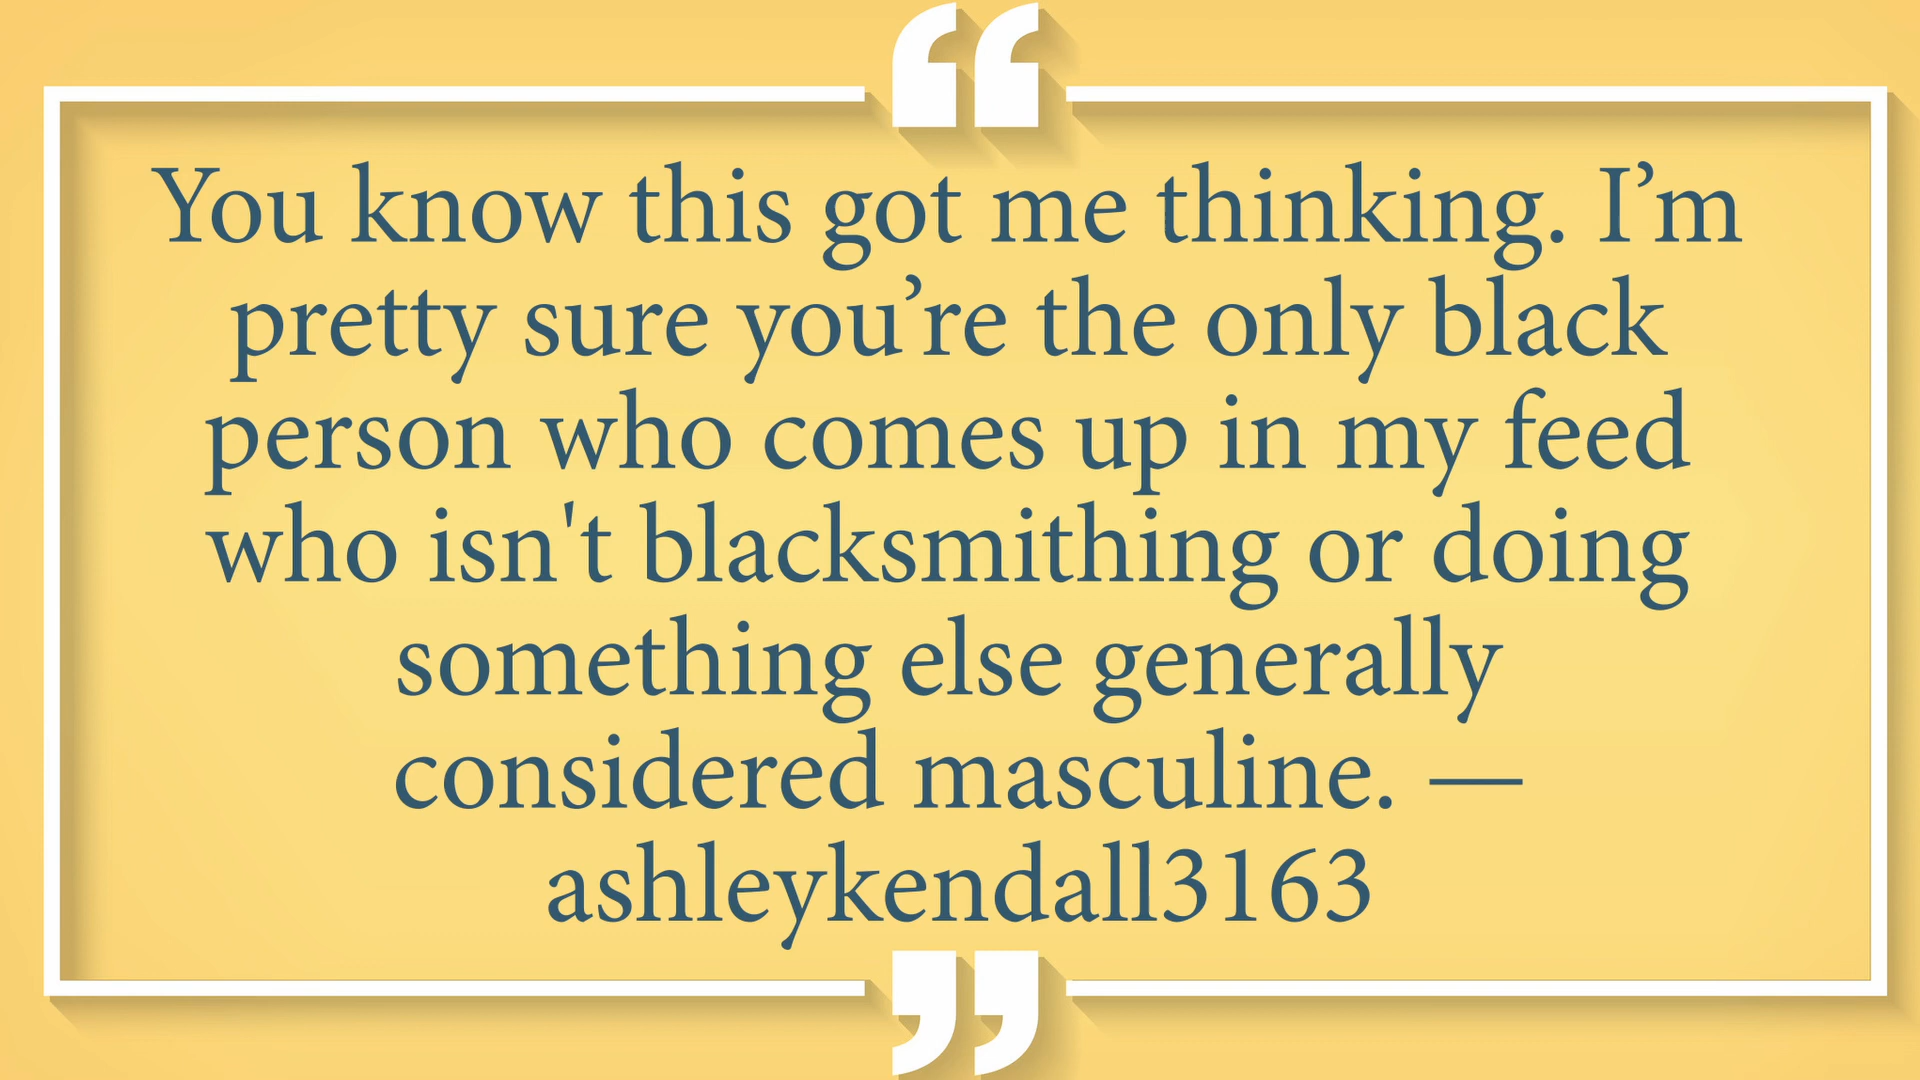 “
You know this got me thinking. I’m
pretty sure you’re the only black
person who comes up in my feed
who isn't blacksmithing or doing
something else generally
considered masculine. —
ashleykendall3163
”